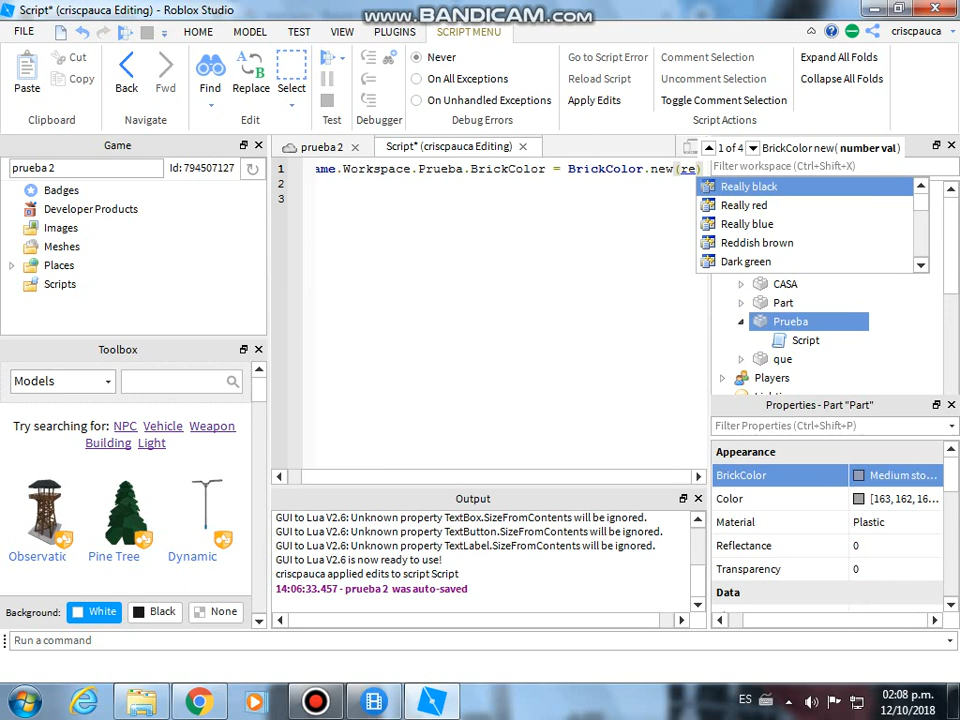 Script* (criscpauca Editing) - Roblox Studio
www.BANDICAM.com
FILE
HOME
MODEL
TEST
VIEW
PLUGINS
SCRIPT MENU
criscpauca
Paste
Cut
Copy
Clipboard
Back
Fwd
Navigate
Find
Replace
Select
Edit
Test
Debugger
Never
On All Exceptions
On Unhandled Exceptions
Debug Errors
Go to Script Error
Reload Script
Apply Edits
Comment Selection
Uncomment Selection
Toggle Comment Selection
Script Actions
Expand All Folds
Collapse All Folds
Game
prueba 2
Id: 794507127
Badges
Developer Products
Images
Meshes
Places
Scripts
Toolbox
Models
Try searching for: NPC Vehicle Weapon
Building Light
Observatic
Pine Tree
Dynamic
Background: White Black None
prueba 2
Script* (criscpauca Editing)
1 ame.Workspace.Prueba.BrickColor = BrickColor.new(re)
2
3
1 of 4 BrickColor new( number val)
Filter workspace (Ctrl+Shift+X)
Really black
Really red
Really blue
Reddish brown
Dark green
CASA
Part
Prueba
Script
que
Players
Properties - Part "Part"
Filter Properties (Ctrl+Shift+P)
Appearance
BrickColor Medium sto...
Color [163, 162, 16...
Material Plastic
Reflectance 0
Transparency 0
Data
Output
GUI to Lua V2.6: Unknown property TextBox.SizeFromContents will be ignored.
GUI to Lua V2.6: Unknown property TextButton.SizeFromContents will be ignored.
GUI to Lua V2.6: Unknown property TextLabel.SizeFromContents will be ignored.
GUI to Lua V2.6 is now ready to use!
criscpauca applied edits to script Script
14:06:33.457 - prueba 2 was auto-saved
Run a command
ES
02:08 p.m.
12/10/2018